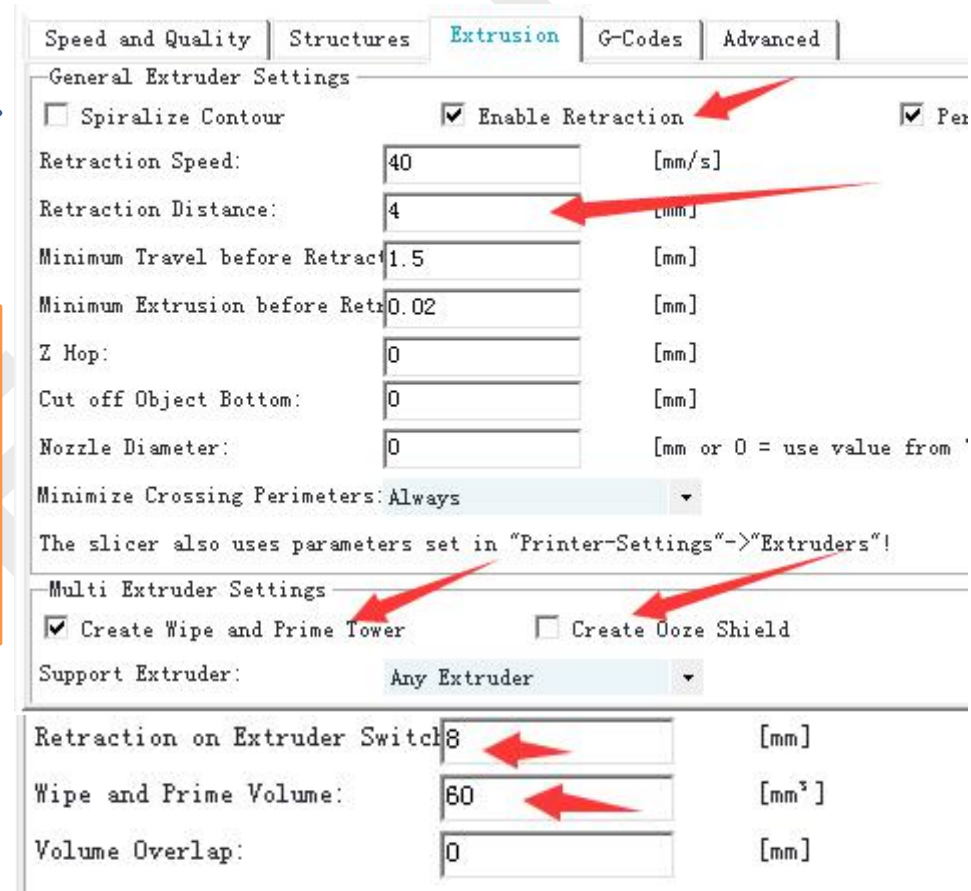 Speed and Quality Structures Extrusion G-Codes Advanced
General Extruder Settings
Spiralize Contour Enable Retraction Per
Retraction Speed: 40 [mm/s]
Retraction Distance: 4 [mm]
Minimum Travel before Retract 1.5 [mm]
Minimum Extrusion before Retr 0.02 [mm]
Z Hop: 0 [mm]
Cut off Object Bottom: 0 [mm]
Nozzle Diameter: 0 [mm or 0 = use value from "
Minimize Crossing Perimeters: Always
The slicer also uses parameters set in "Printer-Settings"->"Extruders"!
Multi Extruder Settings
Create Wipe and Prime Tower Create Ooze Shield
Support Extruder: Any Extruder
Retraction on Extruder Switch 8 [mm]
Wipe and Prime Volume: 60 [mm³]
Volume Overlap: 0 [mm]